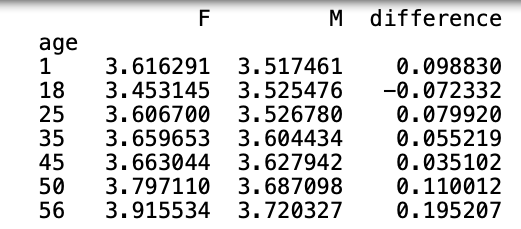 F M difference
age
1 3.616291 3.517461 0.098830
18 3.453145 3.525476 −0.072332
25 3.606700 3.526780 0.079920
35 3.659653 3.604434 0.055219
45 3.663044 3.627942 0.035102
50 3.797110 3.687098 0.110012
56 3.915534 3.720327 0.195207